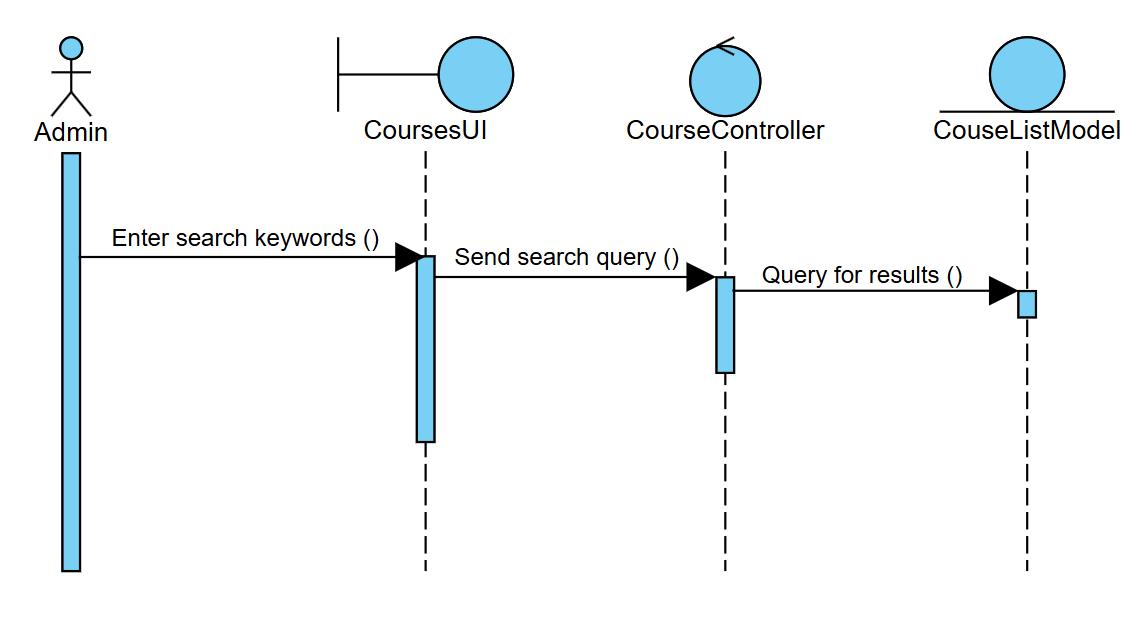 Admin
CoursesUI
CourseController
CouseListModel
Enter search keywords ()
Send search query ()
Query for results ()